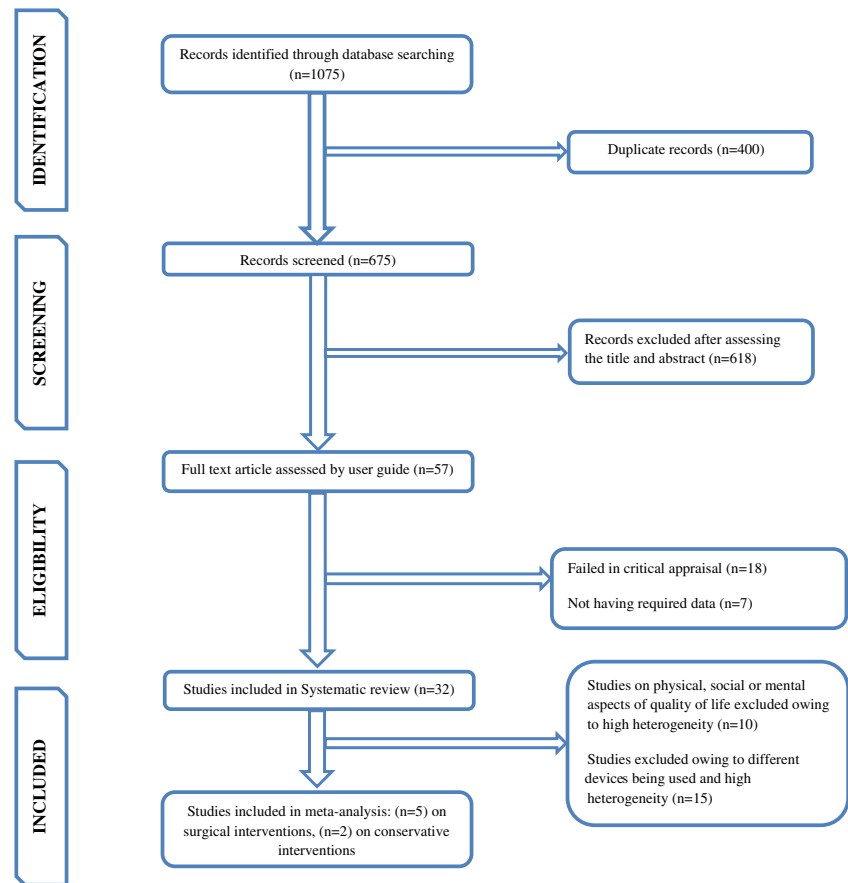 IDENTIFICATION
Records identified through database searching
(n=1075)
Duplicate records (n=400)
SCREENING
Records screened (n=675)
Records excluded after assessing
the title and abstract (n=618)
ELIGIBILITY
Full text article assessed by user guide (n=57)
Failed in critical appraisal (n=18)
Not having required data (n=7)
INCLUDED
Studies included in Systematic review (n=32)
Studies on physical, social or mental
aspects of quality of life excluded owing
to high heterogeneity (n=10)
Studies excluded owing to different
devices being used and high
heterogeneity (n=15)
Studies included in meta-analysis: (n=5) on
surgical interventions, (n=2) on conservative
interventions